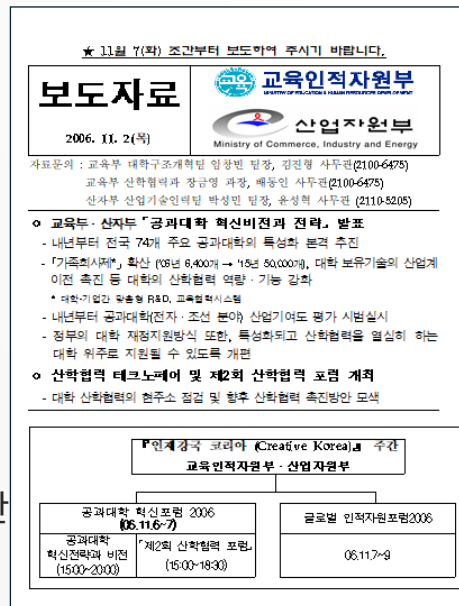 ★ 11월 7(화) 조간부터 보도하여 주시기 바랍니다.
보도자료
2006. 11. 2(목)
교육 교육인적자원부
MINISTRY OF EDUCATION & HUMAN RESOURCES DEVELOPMENT
산업자원부
Ministry of Commerce, Industry and Energy
자료문의 : 교육부 대학구조개혁팀 임창빈 팀장, 김진형 사무관(2100-6475)
교육부 산학협력과 장금영 과장, 배동인 사무관(2100-6475)
산자부 산업기술인력팀 박성민 팀장, 윤성혁 사무관 (2110-5205)
ㅇ 교육부·산자부 「공과대학 혁신비전과 전략」 발표
- 내년부터 전국 74개 주요 공과대학의 특성화 본격 추진
- 「가족회사제*」 확산 ('06년 6,400개 → '15년 50,000개), 대학 보유기술의 산업계
이전 촉진 등 대학의 산학협력 역량·기능 강화
* 대학-기업간 맞춤형 R&D, 교육협력시스템
- 내년부터 공과대학(전자·조선 분야) 산업기여도 평가 시범실시
- 정부의 대학 재정지원방식 또한, 특성화되고 산학협력을 열심히 하는
대학 위주로 지원될 수 있도록 개편
ㅇ 산학협력 테크노페어 및 제2회 산학협력 포럼 개최
- 대학 산학협력의 현주소 점검 및 향후 산학협력 촉진방안 모색
『인재강국 코리아 (Creative Korea)』 주간
교육인적자원부·산업자원부
공과대학 혁신포럼 2006
(06.11.6~7)
글로벌 인적자원포럼2006
공과대학
혁신전략과 비전
(15:00~20:00)
「제2회 산학협력 포럼」
(15:00~18:30)
06.11.7~9